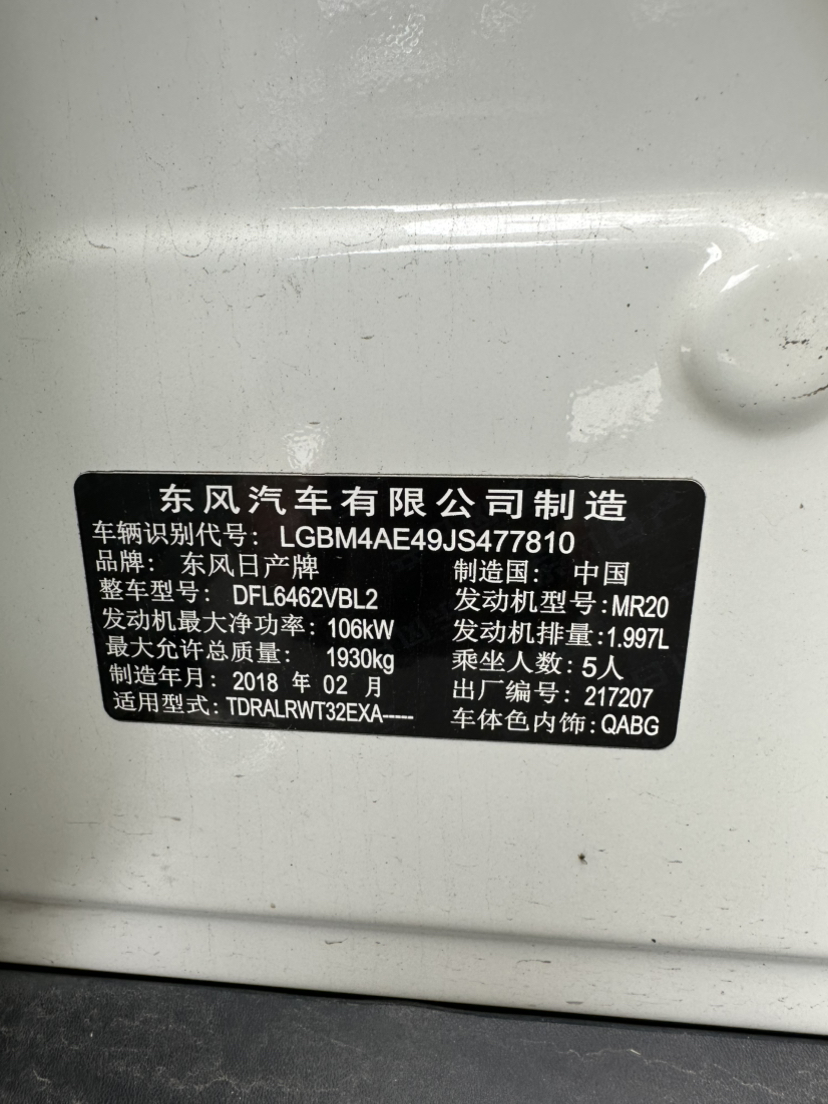 东风汽车有限公司制造
车辆识别代号: LGBM4AE49JS477810
品牌: 东风日产牌 制造国: 中国
整车型号: DFL6462VBL2 发动机型号: MR20
发动机最大净功率: 106kW 发动机排量: 1.997L
最大允许总质量: 1930kg 乘坐人数: 5人
制造年月: 2018 年 02 月 出厂编号: 217207
适用型式: TDRALRWT32EXA----- 车体色内饰: QABG